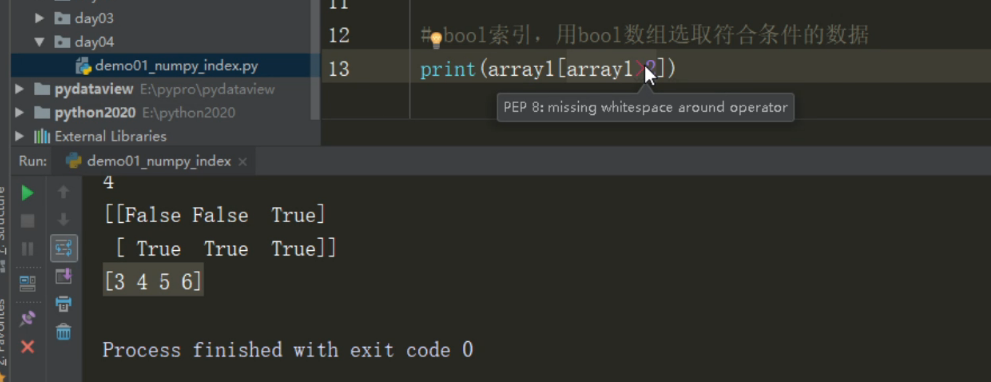 day03
day04
demo01_numpy_index.py
pydataview E:\pypro\pydataview
python2020 E:\python2020
External Libraries
11
12 # bool索引，用bool数组选取符合条件的数据
13 print(array1[array1>2])
PEP 8: missing whitespace around operator
Run: demo01_numpy_index ×
4
[[False False True]
[ True True True]]
[3 4 5 6]
Process finished with exit code 0